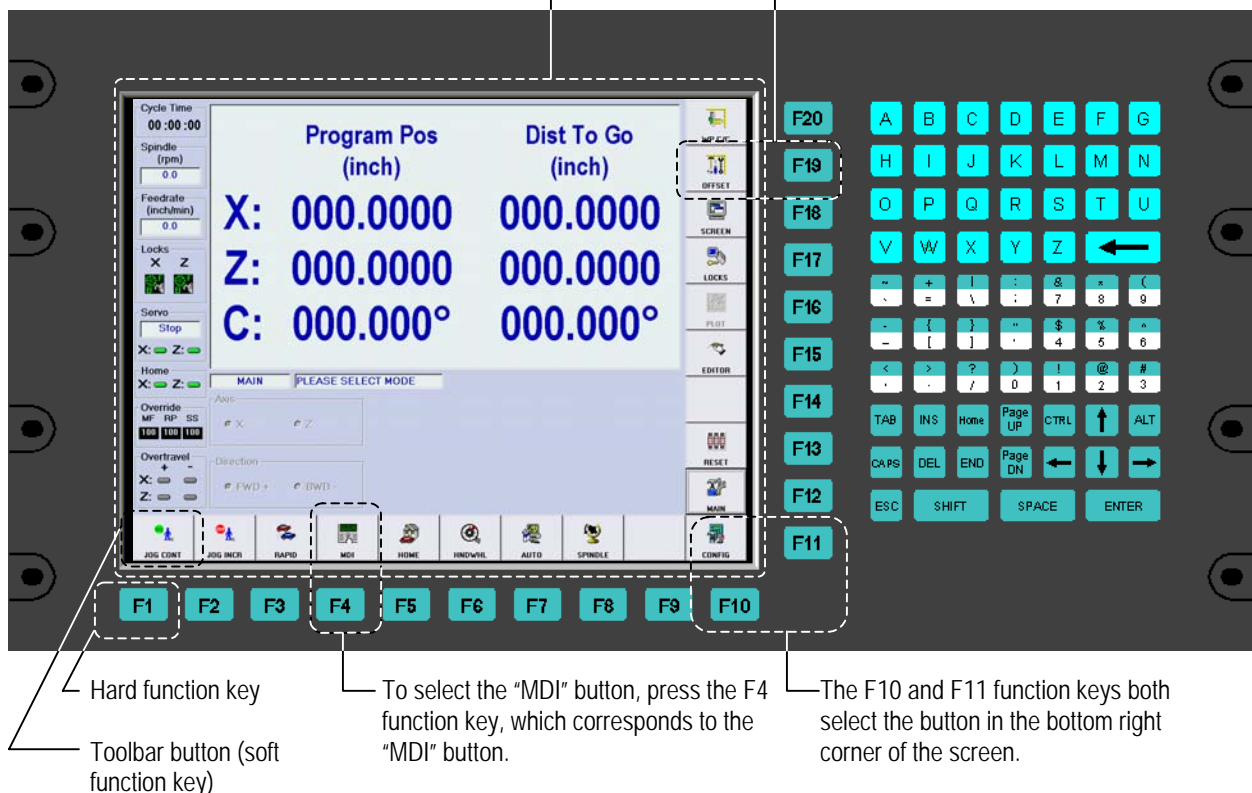 Cycle Time
00 :00 :00
Spindle
(rpm)
0.0
Feedrate
(inch/min)
0.0
Locks
X Z
Servo
Stop
X: Z:
Home
X: Z:
Override
MF RP SS
100 100 100
Overtravel
+ -
X:
Z:
Program Pos Dist To Go
(inch) (inch)
X: 000.0000 000.0000
Z: 000.0000 000.0000
C: 000.000° 000.000°
MAIN PLEASE SELECT MODE
Axis
X Z
Direction
FWD + BWD -
OFFSET
SCREEN
LOCKS
PLOT
EDITOR
RESET
MAIN
CONFIG
JOG CONT JOG INCR RAPID MDI HOME HNDWHL AUTO SPINDLE
F20
F19
F18
F17
F16
F15
F14
F13
F12
F11
F1 F2 F3 F4 F5 F6 F7 F8 F9 F10
A B C D E F G
H I J K L M N
O P Q R S T U
V W X Y Z
~ + | : & * (
\` = \ ; 7 8 9
- { } " $ % ^
_ [ ] ' 4 5 6
< > ? ) ! @ #
, . / 0 1 2 3
TAB INS Home Page UP CTRL ALT
CAPS DEL END Page DN
ESC SHIFT SPACE ENTER
Hard function key
Toolbar button (soft
function key)
To select the “MDI” button, press the F4
function key, which corresponds to the
“MDI” button.
The F10 and F11 function keys both
select the button in the bottom right
corner of the screen.